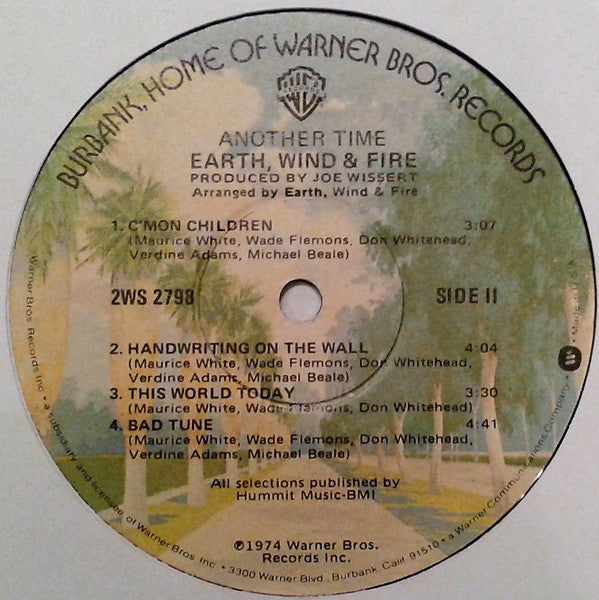 BURBANK, HOME OF WARNER BROS. RECORDS
ANOTHER TIME
EARTH, WIND & FIRE
PRODUCED BY JOE WISSERT
Arranged by Earth, Wind & Fire
1. C'MON CHILDREN 3:07
(Maurice White, Wade Flemons, Don Whitehead,
Verdine Adams, Michael Beale)
2WS 2798 SIDE II
2. HANDWRITING ON THE WALL 4:04
(Maurice White, Wade Flemons, Don Whitehead,
Verdine Adams, Michael Beale)
3. THIS WORLD TODAY 3:30
(Maurice White, Wade Flamons, Don Whitehead)
4. BAD TUNE 4:41
(Maurice White, Wade Flemons, Don Whitehead,
Verdine Adams, Michael Beale)
All selections published by
Hummit Music-BMI
℗1974 Warner Bros.
Records Inc.
Warner Bros. Records Inc. • a subsidiary and licensee of Warner Bros. Inc. • 3300 Warner Blvd., Burbank, Calif. 91510 • a Warner Communications Company • Made in U.S.A.